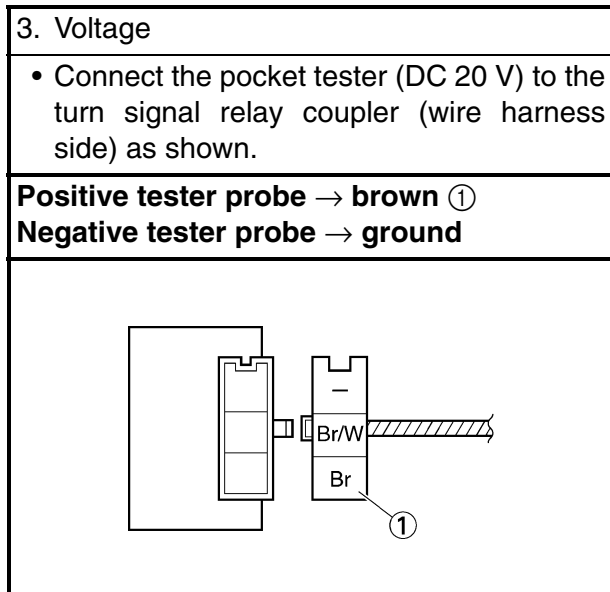 3. Voltage
• Connect the pocket tester (DC 20 V) to the
turn signal relay coupler (wire harness
side) as shown.
Positive tester probe → brown ①
Negative tester probe → ground
–
Br/W
Br
①